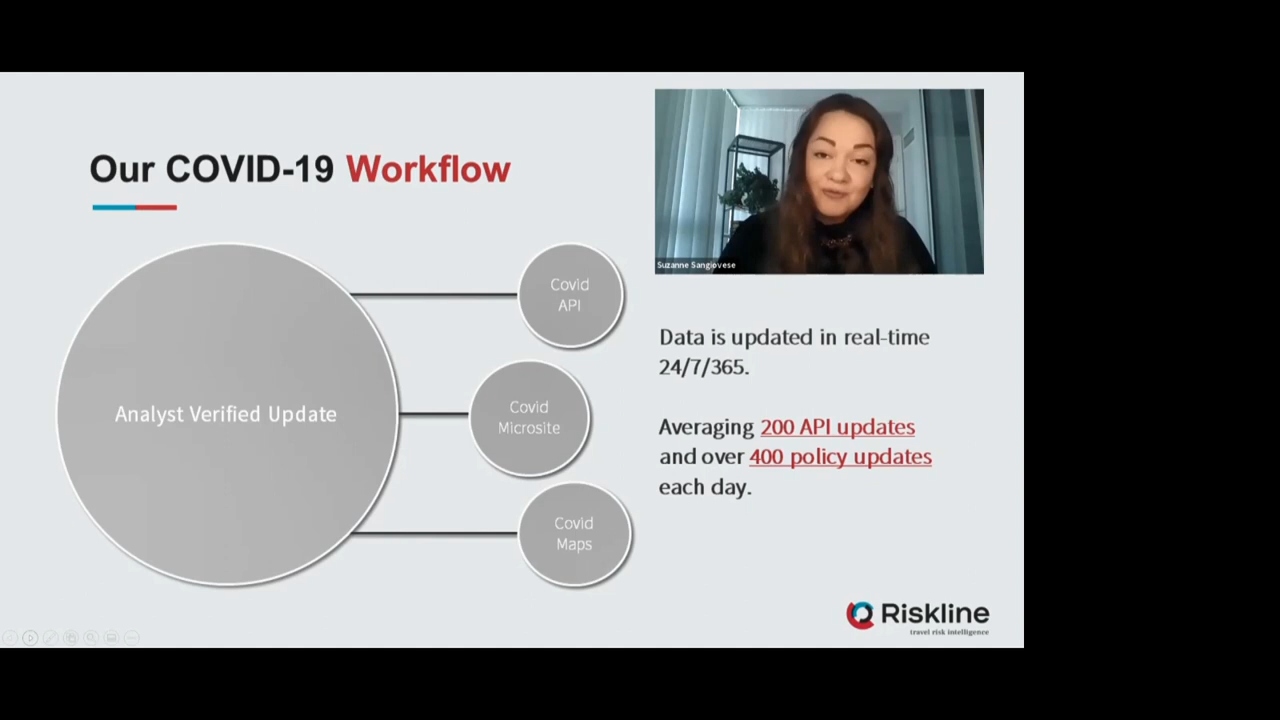 Our COVID-19 Workflow
Suzanne Sangiovese
Analyst Verified Update
Covid
API
Covid
Microsite
Covid
Maps
Data is updated in real-time
24/7/365.
Averaging 200 API updates
and over 400 policy updates
each day.
Riskline
travel risk intelligence